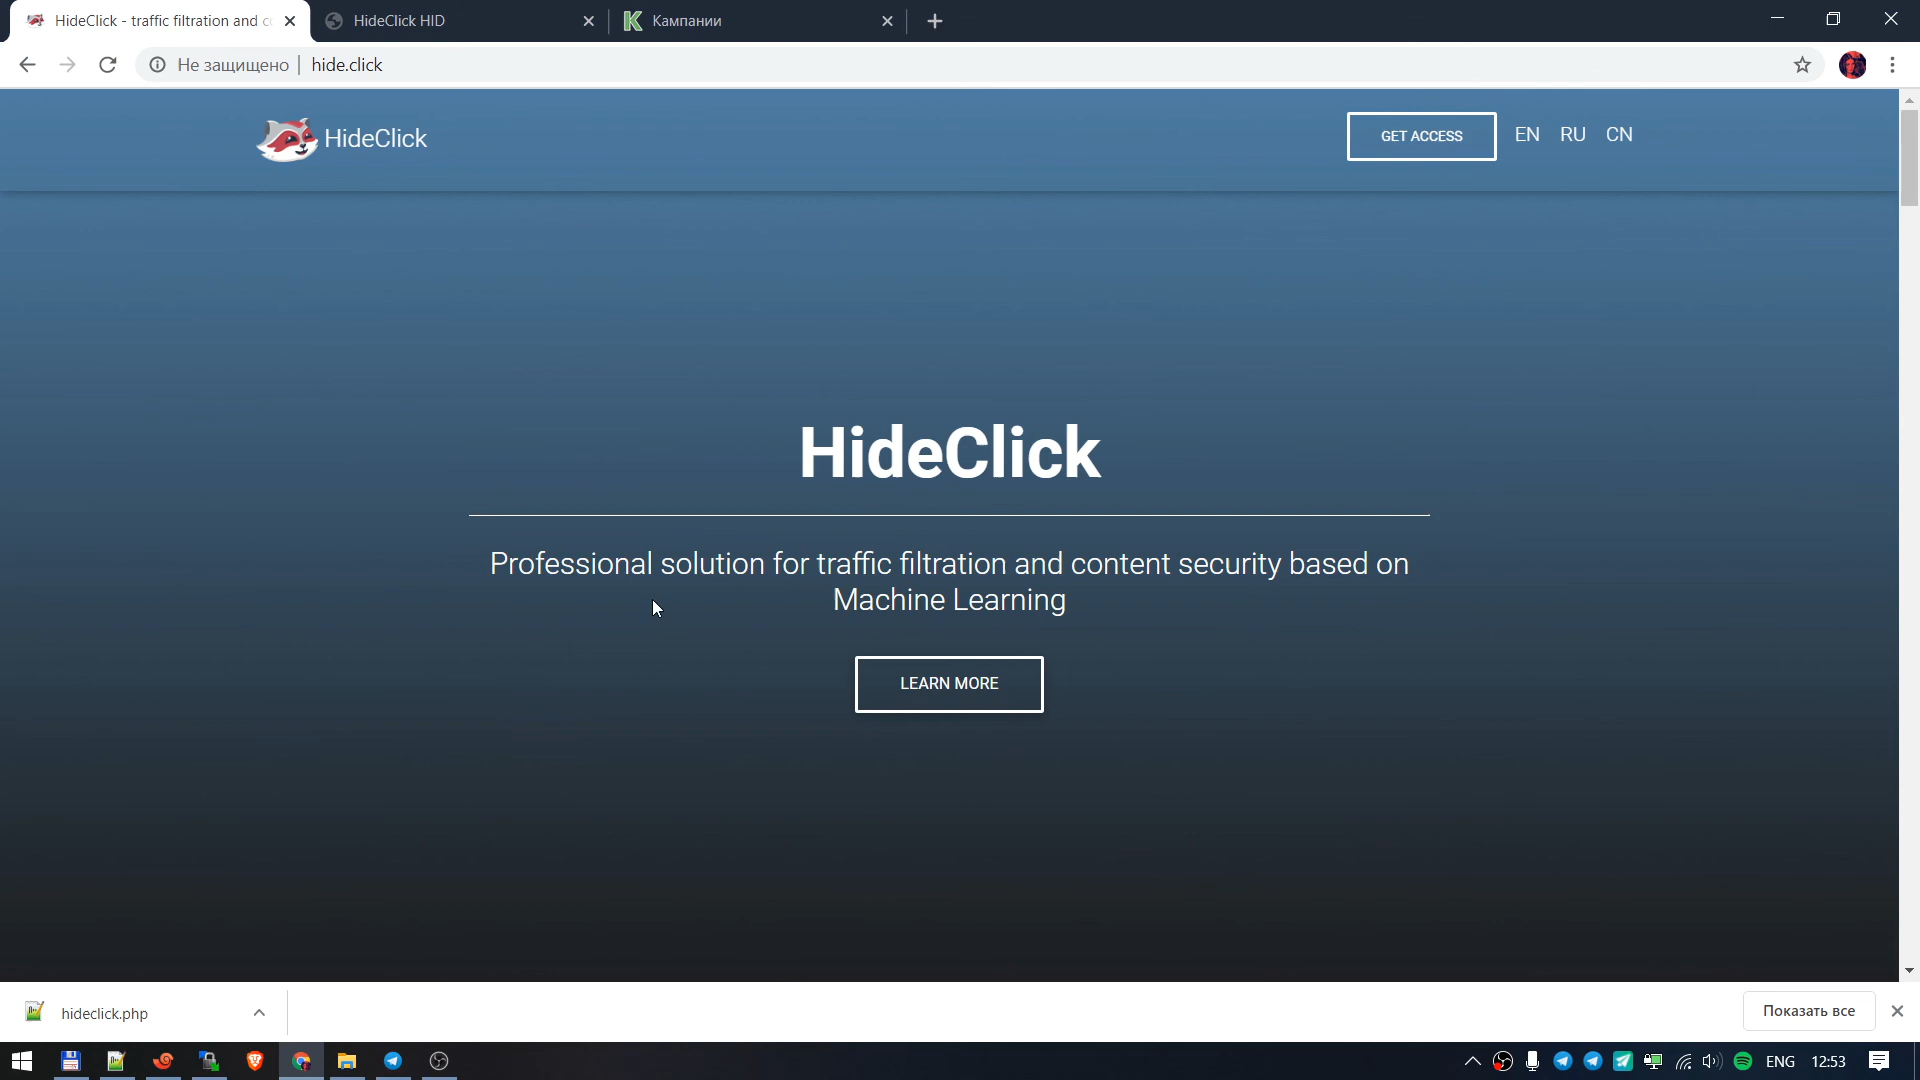 HideClick - traffic filtration and c
HideClick HID
Кампании
Не защищено
hide.click
HideClick
GET ACCESS
EN RU CN
HideClick
Professional solution for traffic filtration and content security based on
Machine Learning
LEARN MORE
hideclick.php
Показать все
ENG
12:53